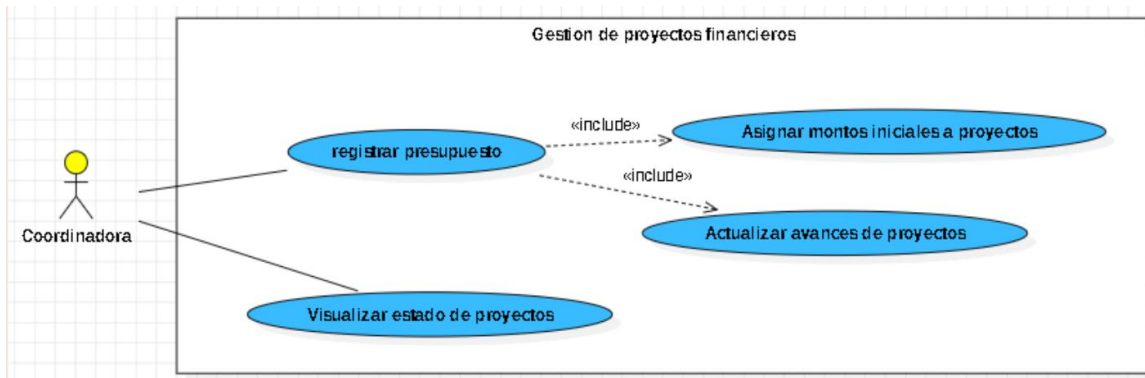 Gestion de proyectos financieros
«include»
Asignar montos iniciales a proyectos
registrar presupuesto
«include»
Coordinadora
Actualizar avances de proyectos
Visualizar estado de proyectos